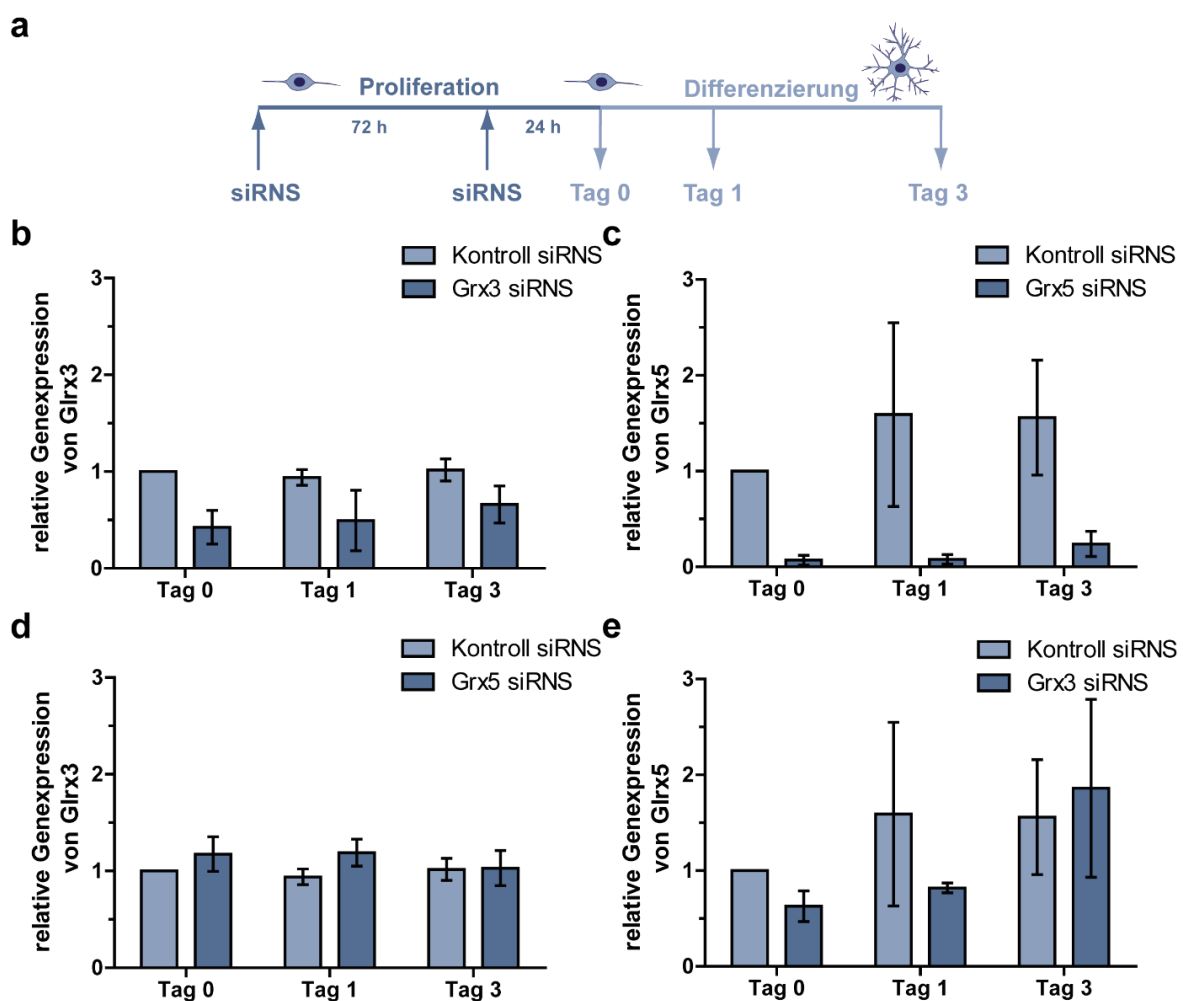 a
Proliferation
Differenzierung
72 h
24 h
siRNS
siRNS
Tag 0
Tag 1
Tag 3
b
Kontroll siRNS
Grx3 siRNS
relative Genexpression
von Glrx3
3
2
1
0
Tag 0
Tag 1
Tag 3
c
Kontroll siRNS
Grx5 siRNS
relative Genexpression
von Glrx5
3
2
1
0
Tag 0
Tag 1
Tag 3
d
Kontroll siRNS
Grx5 siRNS
relative Genexpression
von Glrx3
3
2
1
0
Tag 0
Tag 1
Tag 3
e
Kontroll siRNS
Grx3 siRNS
relative Genexpression
von Glrx5
3
2
1
0
Tag 0
Tag 1
Tag 3